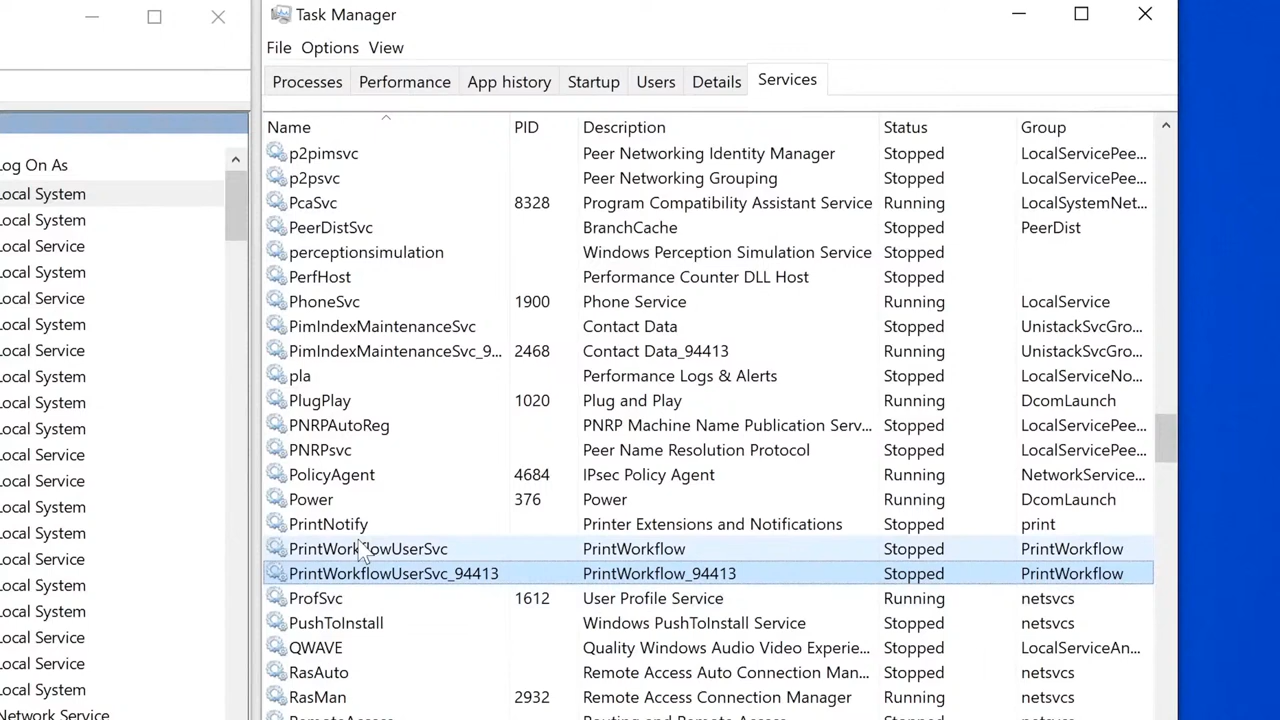 Task Manager
File Options View
Processes Performance App history Startup Users Details Services
Name PID Description Status Group
p2pimsvc Peer Networking Identity Manager Stopped LocalServicePee...
p2psvc Peer Networking Grouping Stopped LocalServicePee...
PcaSvc 8328 Program Compatibility Assistant Service Running LocalSystemNet...
PeerDistSvc BranchCache Stopped PeerDist
perceptionsimulation Windows Perception Simulation Service Stopped
PerfHost Performance Counter DLL Host Stopped
PhoneSvc 1900 Phone Service Running LocalService
PimIndexMaintenanceSvc Contact Data Stopped UnistackSvcGro...
PimIndexMaintenanceSvc_9... 2468 Contact Data_94413 Running UnistackSvcGro...
pla Performance Logs & Alerts Stopped LocalServiceNo...
PlugPlay 1020 Plug and Play Running DcomLaunch
PNRPAutoReg PNRP Machine Name Publication Serv... Stopped LocalServicePee...
PNRPsvc Peer Name Resolution Protocol Stopped LocalServicePee...
PolicyAgent 4684 IPsec Policy Agent Running NetworkService...
Power 376 Power Running DcomLaunch
PrintNotify Printer Extensions and Notifications Stopped print
PrintWorkflowUserSvc PrintWorkflow Stopped PrintWorkflow
PrintWorkflowUserSvc_94413 PrintWorkflow_94413 Stopped PrintWorkflow
ProfSvc 1612 User Profile Service Running netsvcs
PushToInstall Windows PushToInstall Service Stopped netsvcs
QWAVE Quality Windows Audio Video Experie... Stopped LocalServiceAn...
RasAuto Remote Access Auto Connection Man... Stopped netsvcs
RasMan 2932 Remote Access Connection Manager Running netsvcs
Log On As
Local System
Local System
Local Service
Local System
Local Service
Local System
Local Service
Local System
Local System
Local System
Local Service
Local System
Local System
Local System
Local Service
Local System
Local Service
Local Service
Local Service
Local System
Network Service